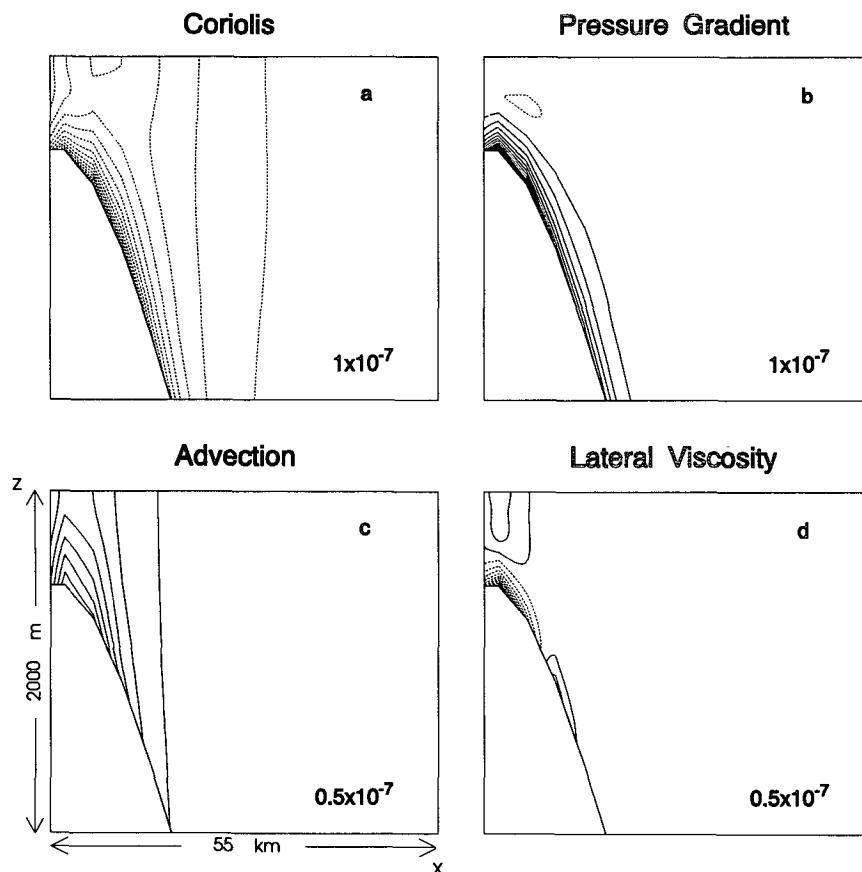 Coriolis
Pressure Gradient
a
b
1x10⁻⁷
1x10⁻⁷
Advection
Lateral Viscosity
z
c
d
2000 m
0.5x10⁻⁷
0.5x10⁻⁷
55 km
x